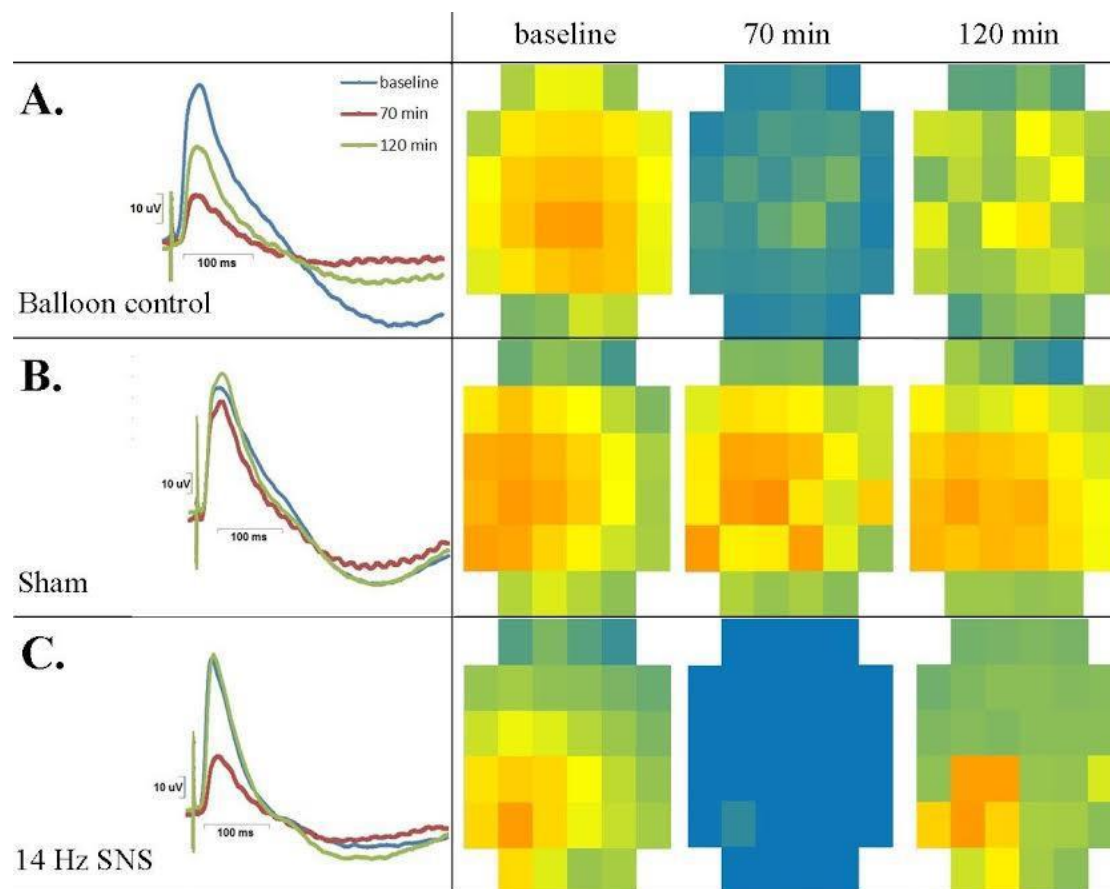 baseline 70 min 120 min
A.
baseline
70 min
120 min
10 uV
100 ms
Balloon control
B.
10 uV
100 ms
Sham
C.
10 uV
100 ms
14 Hz SNS